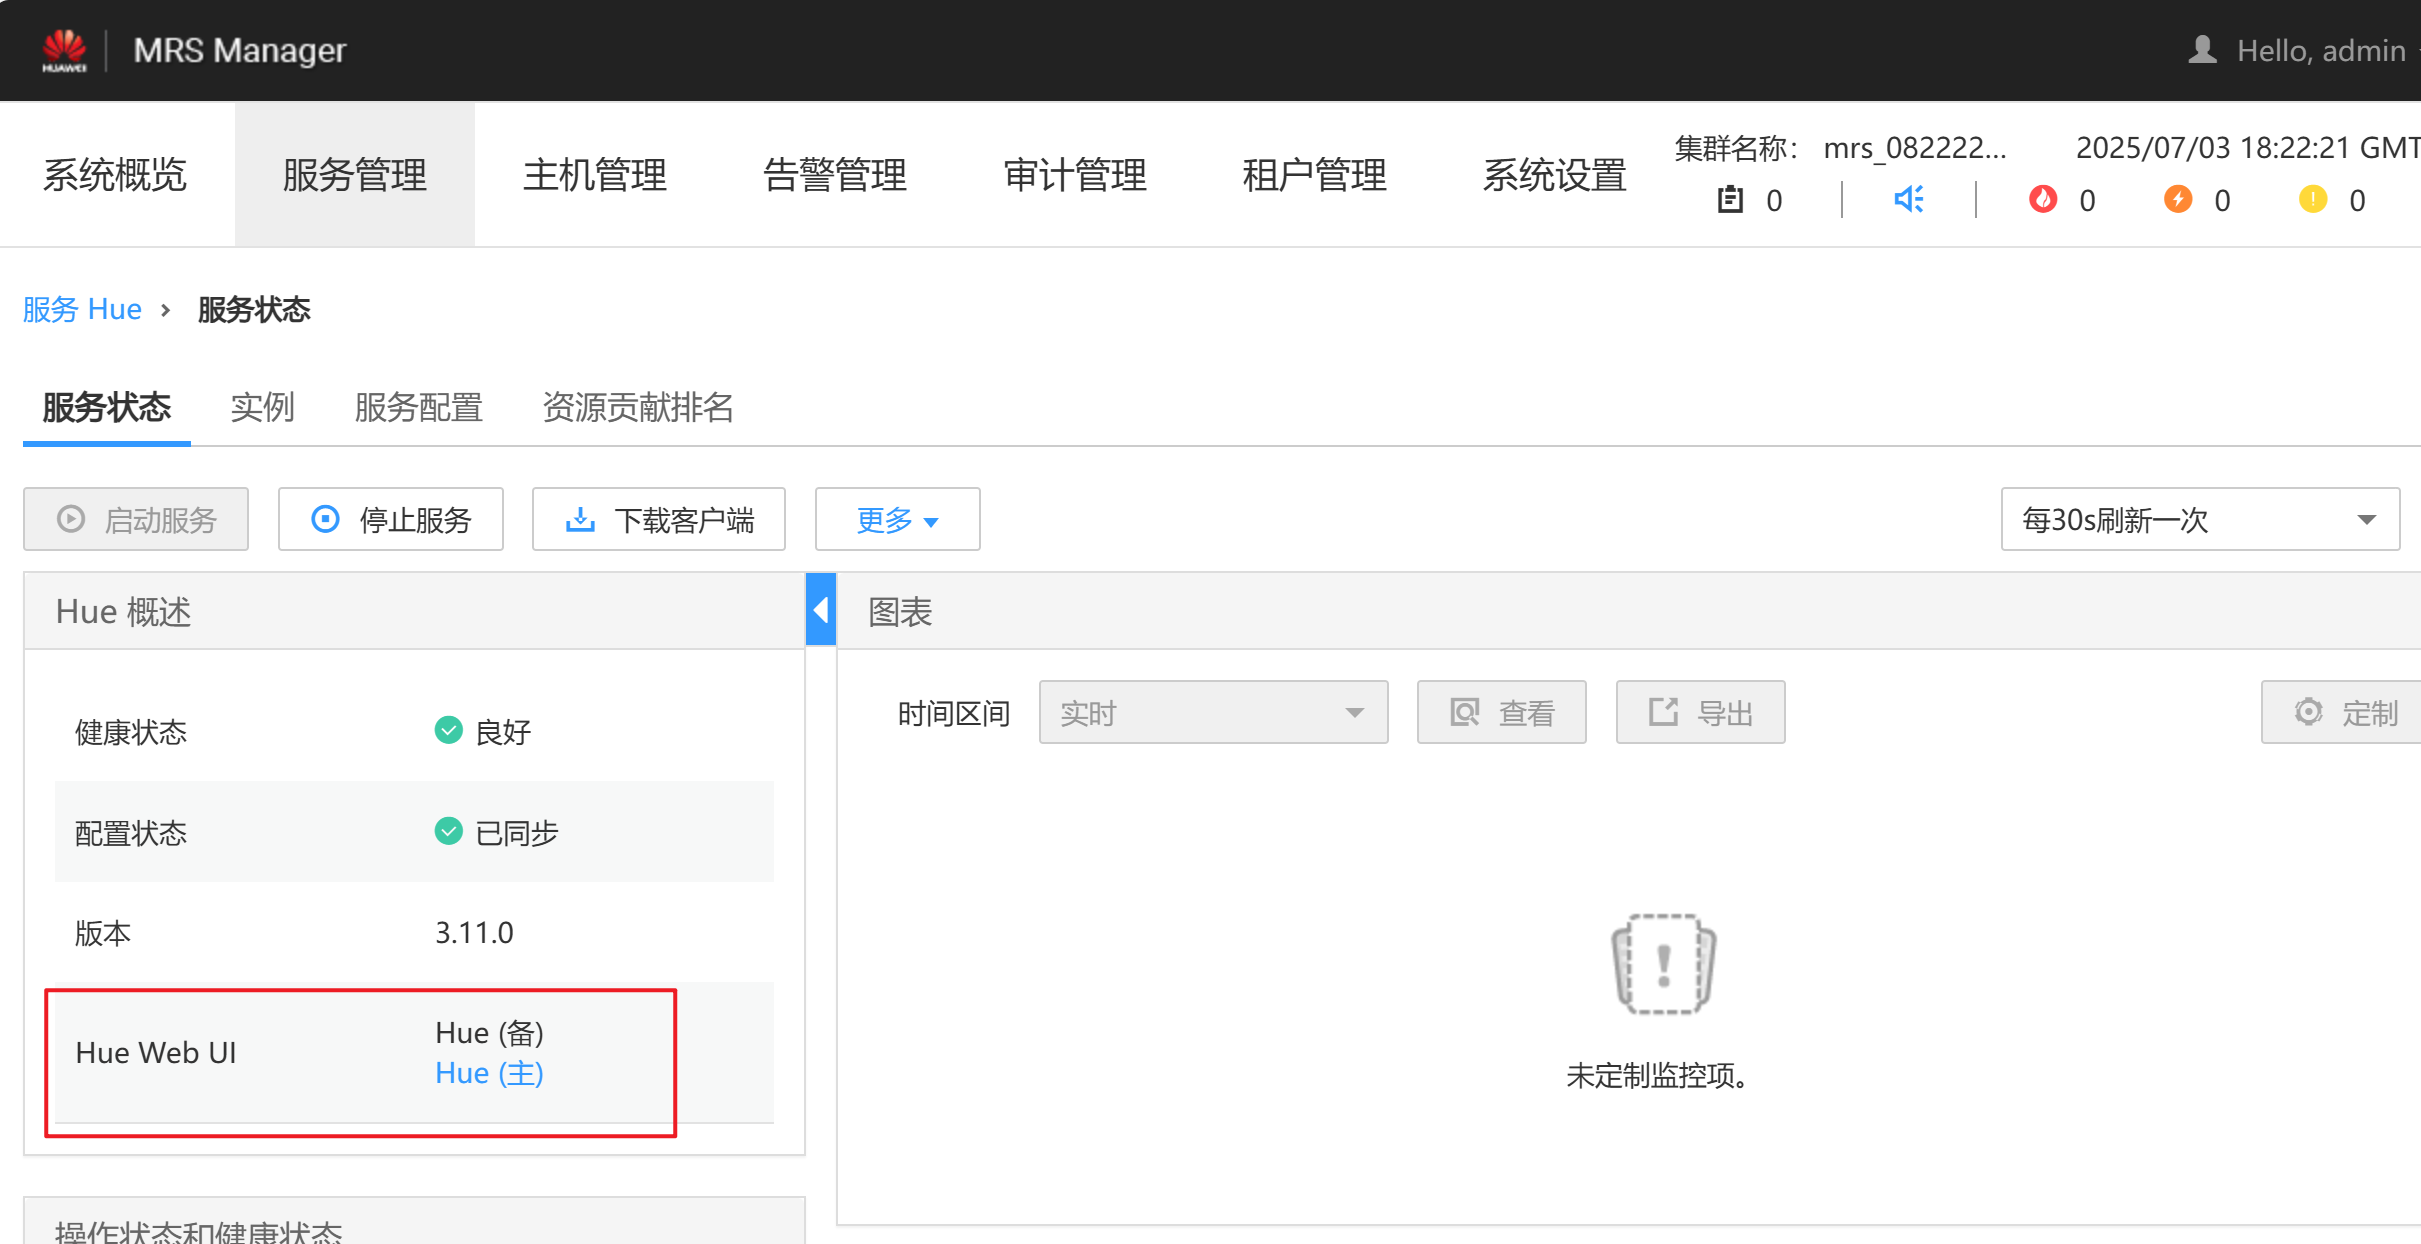 HUAWEI
MRS Manager
Hello, admin
系统概览
服务管理
主机管理
告警管理
审计管理
租户管理
系统设置
集群名称： mrs_082222...
2025/07/03 18:22:21 GMT
0
0
0
0
服务 Hue › 服务状态
服务状态
实例
服务配置
资源贡献排名
启动服务
停止服务
下载客户端
更多
每30s刷新一次
Hue 概述
图表
时间区间
实时
查看
导出
定制
健康状态
良好
配置状态
已同步
版本
3.11.0
Hue Web UI
Hue (备)
Hue (主)
未定制监控项。
操作状态和健康状态